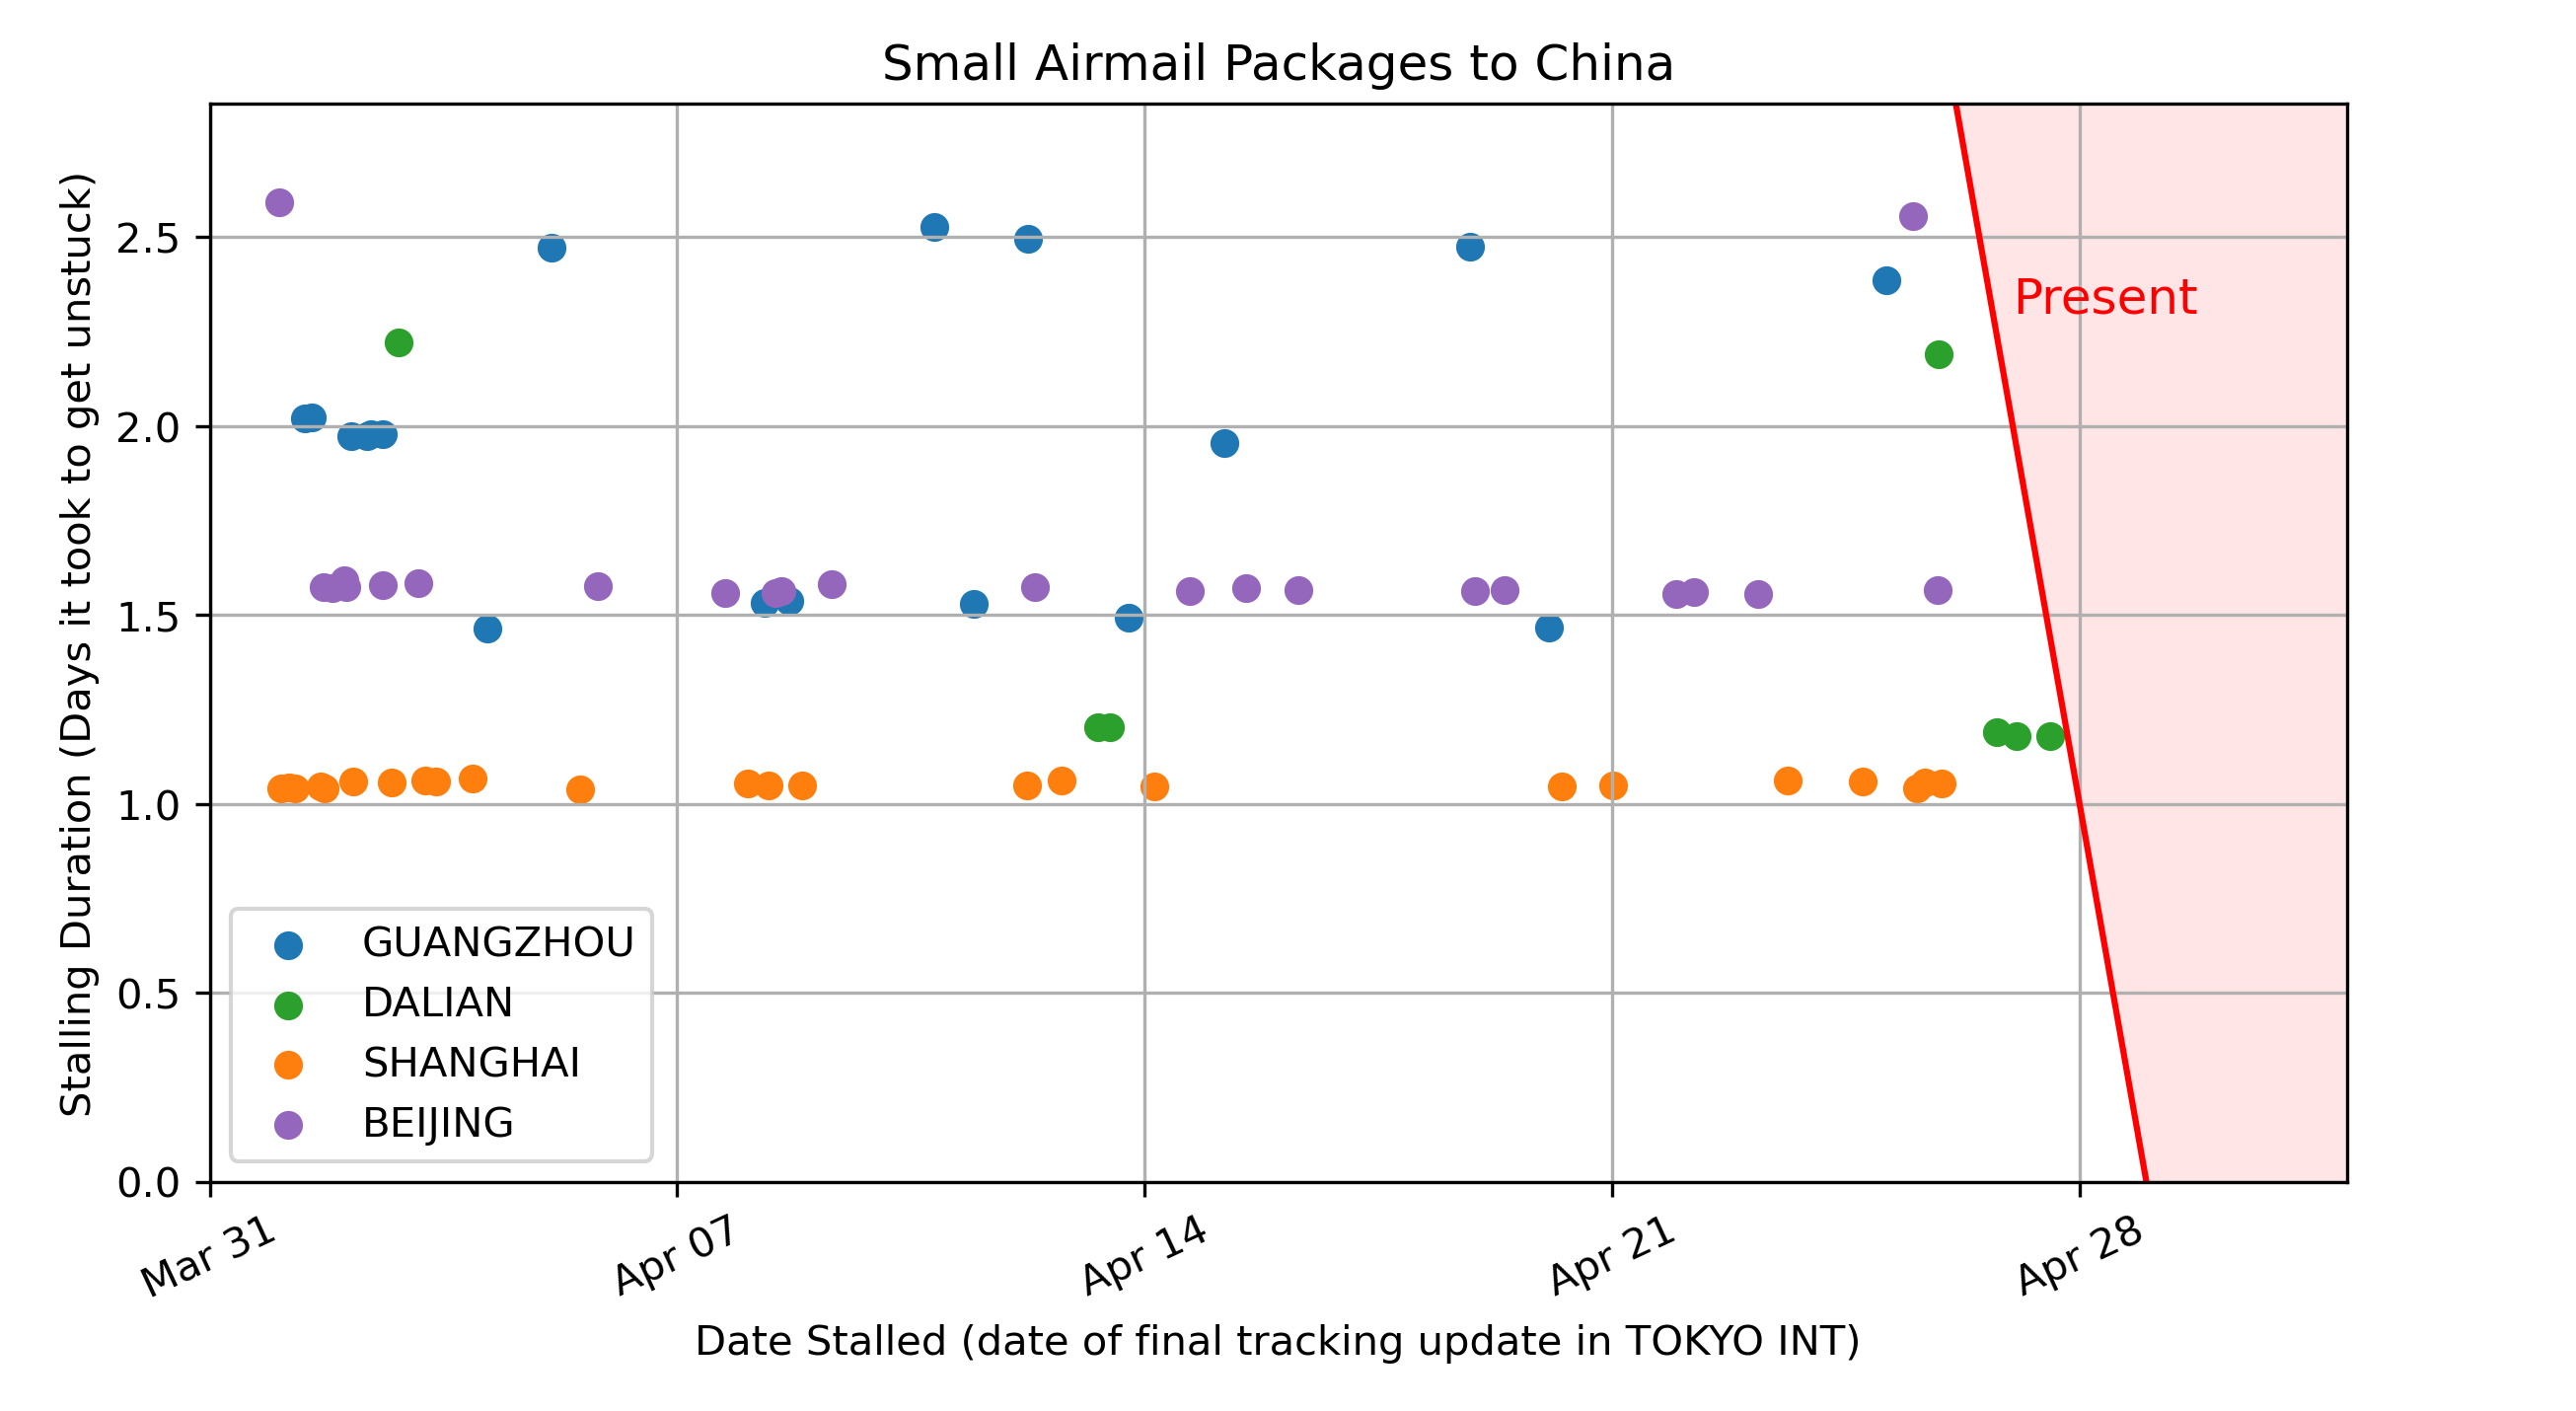 Small Airmail Packages to China
Stalling Duration (Days it took to get unstuck)
2.5
2.0
1.5
1.0
0.5
0.0
Present
GUANGZHOU
DALIAN
SHANGHAI
BEIJING
Mar 31
Apr 07
Apr 14
Apr 21
Apr 28
Date Stalled (date of final tracking update in TOKYO INT)